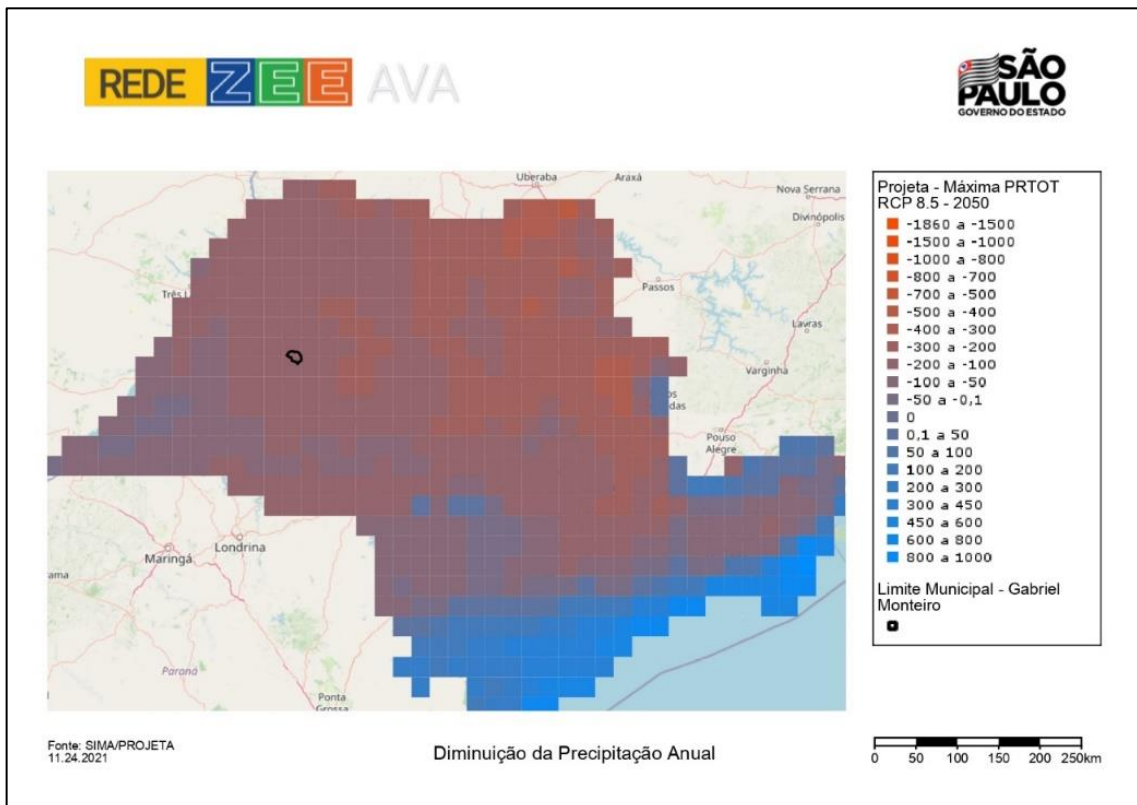 REDE ZEE AVA
SÃO
PAULO
GOVERNO DO ESTADO
Uberaba
Araxá
Nova Serrana
Divinópolis
Três L
Passos
Lavras
Varginha
os
das
Pouso
Alegre
Maringá
Londrina
rama
Paraná
Ponta
Grossa
Projeta - Máxima PRTOT
RCP 8.5 - 2050
-1860 a -1500
-1500 a -1000
-1000 a -800
-800 a -700
-700 a -500
-500 a -400
-400 a -300
-300 a -200
-200 a -100
-100 a -50
-50 a -0,1
0
0,1 a 50
50 a 100
100 a 200
200 a 300
300 a 450
450 a 600
600 a 800
800 a 1000
Limite Municipal - Gabriel
Monteiro
Fonte: SIMA/PROJETA
11.24.2021
Diminuição da Precipitação Anual
0 50 100 150 200 250km